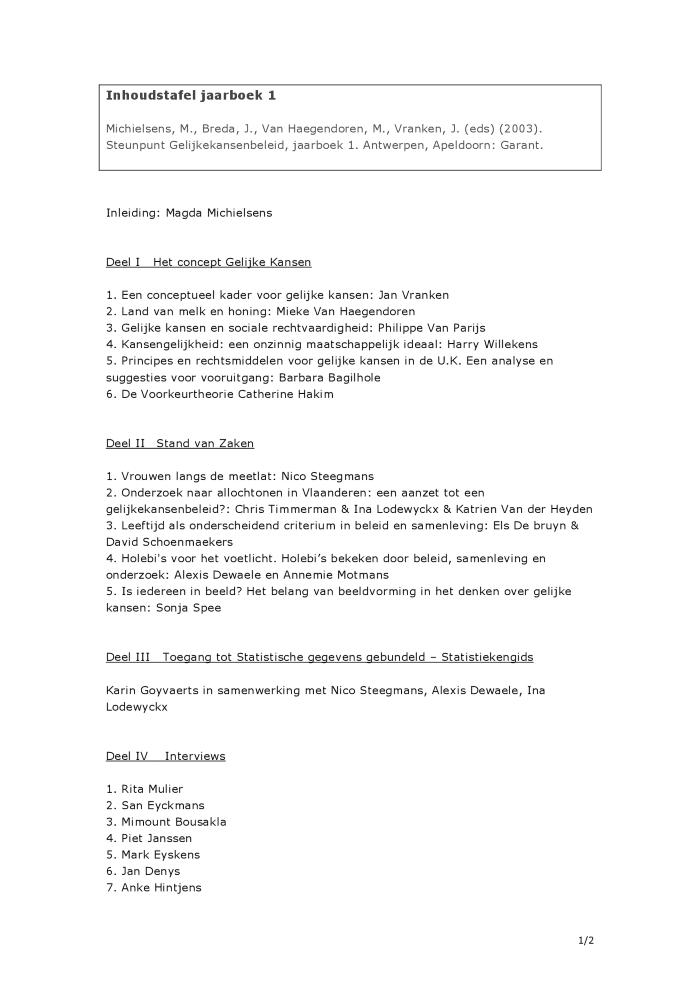 Inhoudstafel jaarboek 1
Michielsens, M., Breda, J., Van Haegendoren, M., Vranken, J. (eds) (2003).
Steunpunt Gelijkekansenbeleid, jaarboek 1. Antwerpen, Apeldoorn: Garant.
Inleiding: Magda Michielsens
Deel I   Het concept Gelijke Kansen
1. Een conceptueel kader voor gelijke kansen: Jan Vranken
2. Land van melk en honing: Mieke Van Haegendoren
3. Gelijke kansen en sociale rechtvaardigheid: Philippe Van Parijs
4. Kansengelijkheid: een onzinnig maatschappelijk ideaal: Harry Willekens
5. Principes en rechtsmiddelen voor gelijke kansen in de U.K. Een analyse en
suggesties voor vooruitgang: Barbara Bagilhole
6. De Voorkeurtheorie Catherine Hakim
Deel II   Stand van Zaken
1. Vrouwen langs de meetlat: Nico Steegmans
2. Onderzoek naar allochtonen in Vlaanderen: een aanzet tot een
gelijkekansenbeleid?: Chris Timmerman & Ina Lodewyckx & Katrien Van der Heyden
3. Leeftijd als onderscheidend criterium in beleid en samenleving: Els De bruyn &
David Schoenmaekers
4. Holebi's voor het voetlicht. Holebi’s bekeken door beleid, samenleving en
onderzoek: Alexis Dewaele en Annemie Motmans
5. Is iedereen in beeld? Het belang van beeldvorming in het denken over gelijke
kansen: Sonja Spee
Deel III   Toegang tot Statistische gegevens gebundeld – Statistiekengids
Karin Goyvaerts in samenwerking met Nico Steegmans, Alexis Dewaele, Ina
Lodewyckx
Deel IV    Interviews
1. Rita Mulier
2. San Eyckmans
3. Mimount Bousakla
4. Piet Janssen
5. Mark Eyskens
6. Jan Denys
7. Anke Hintjens
1/2